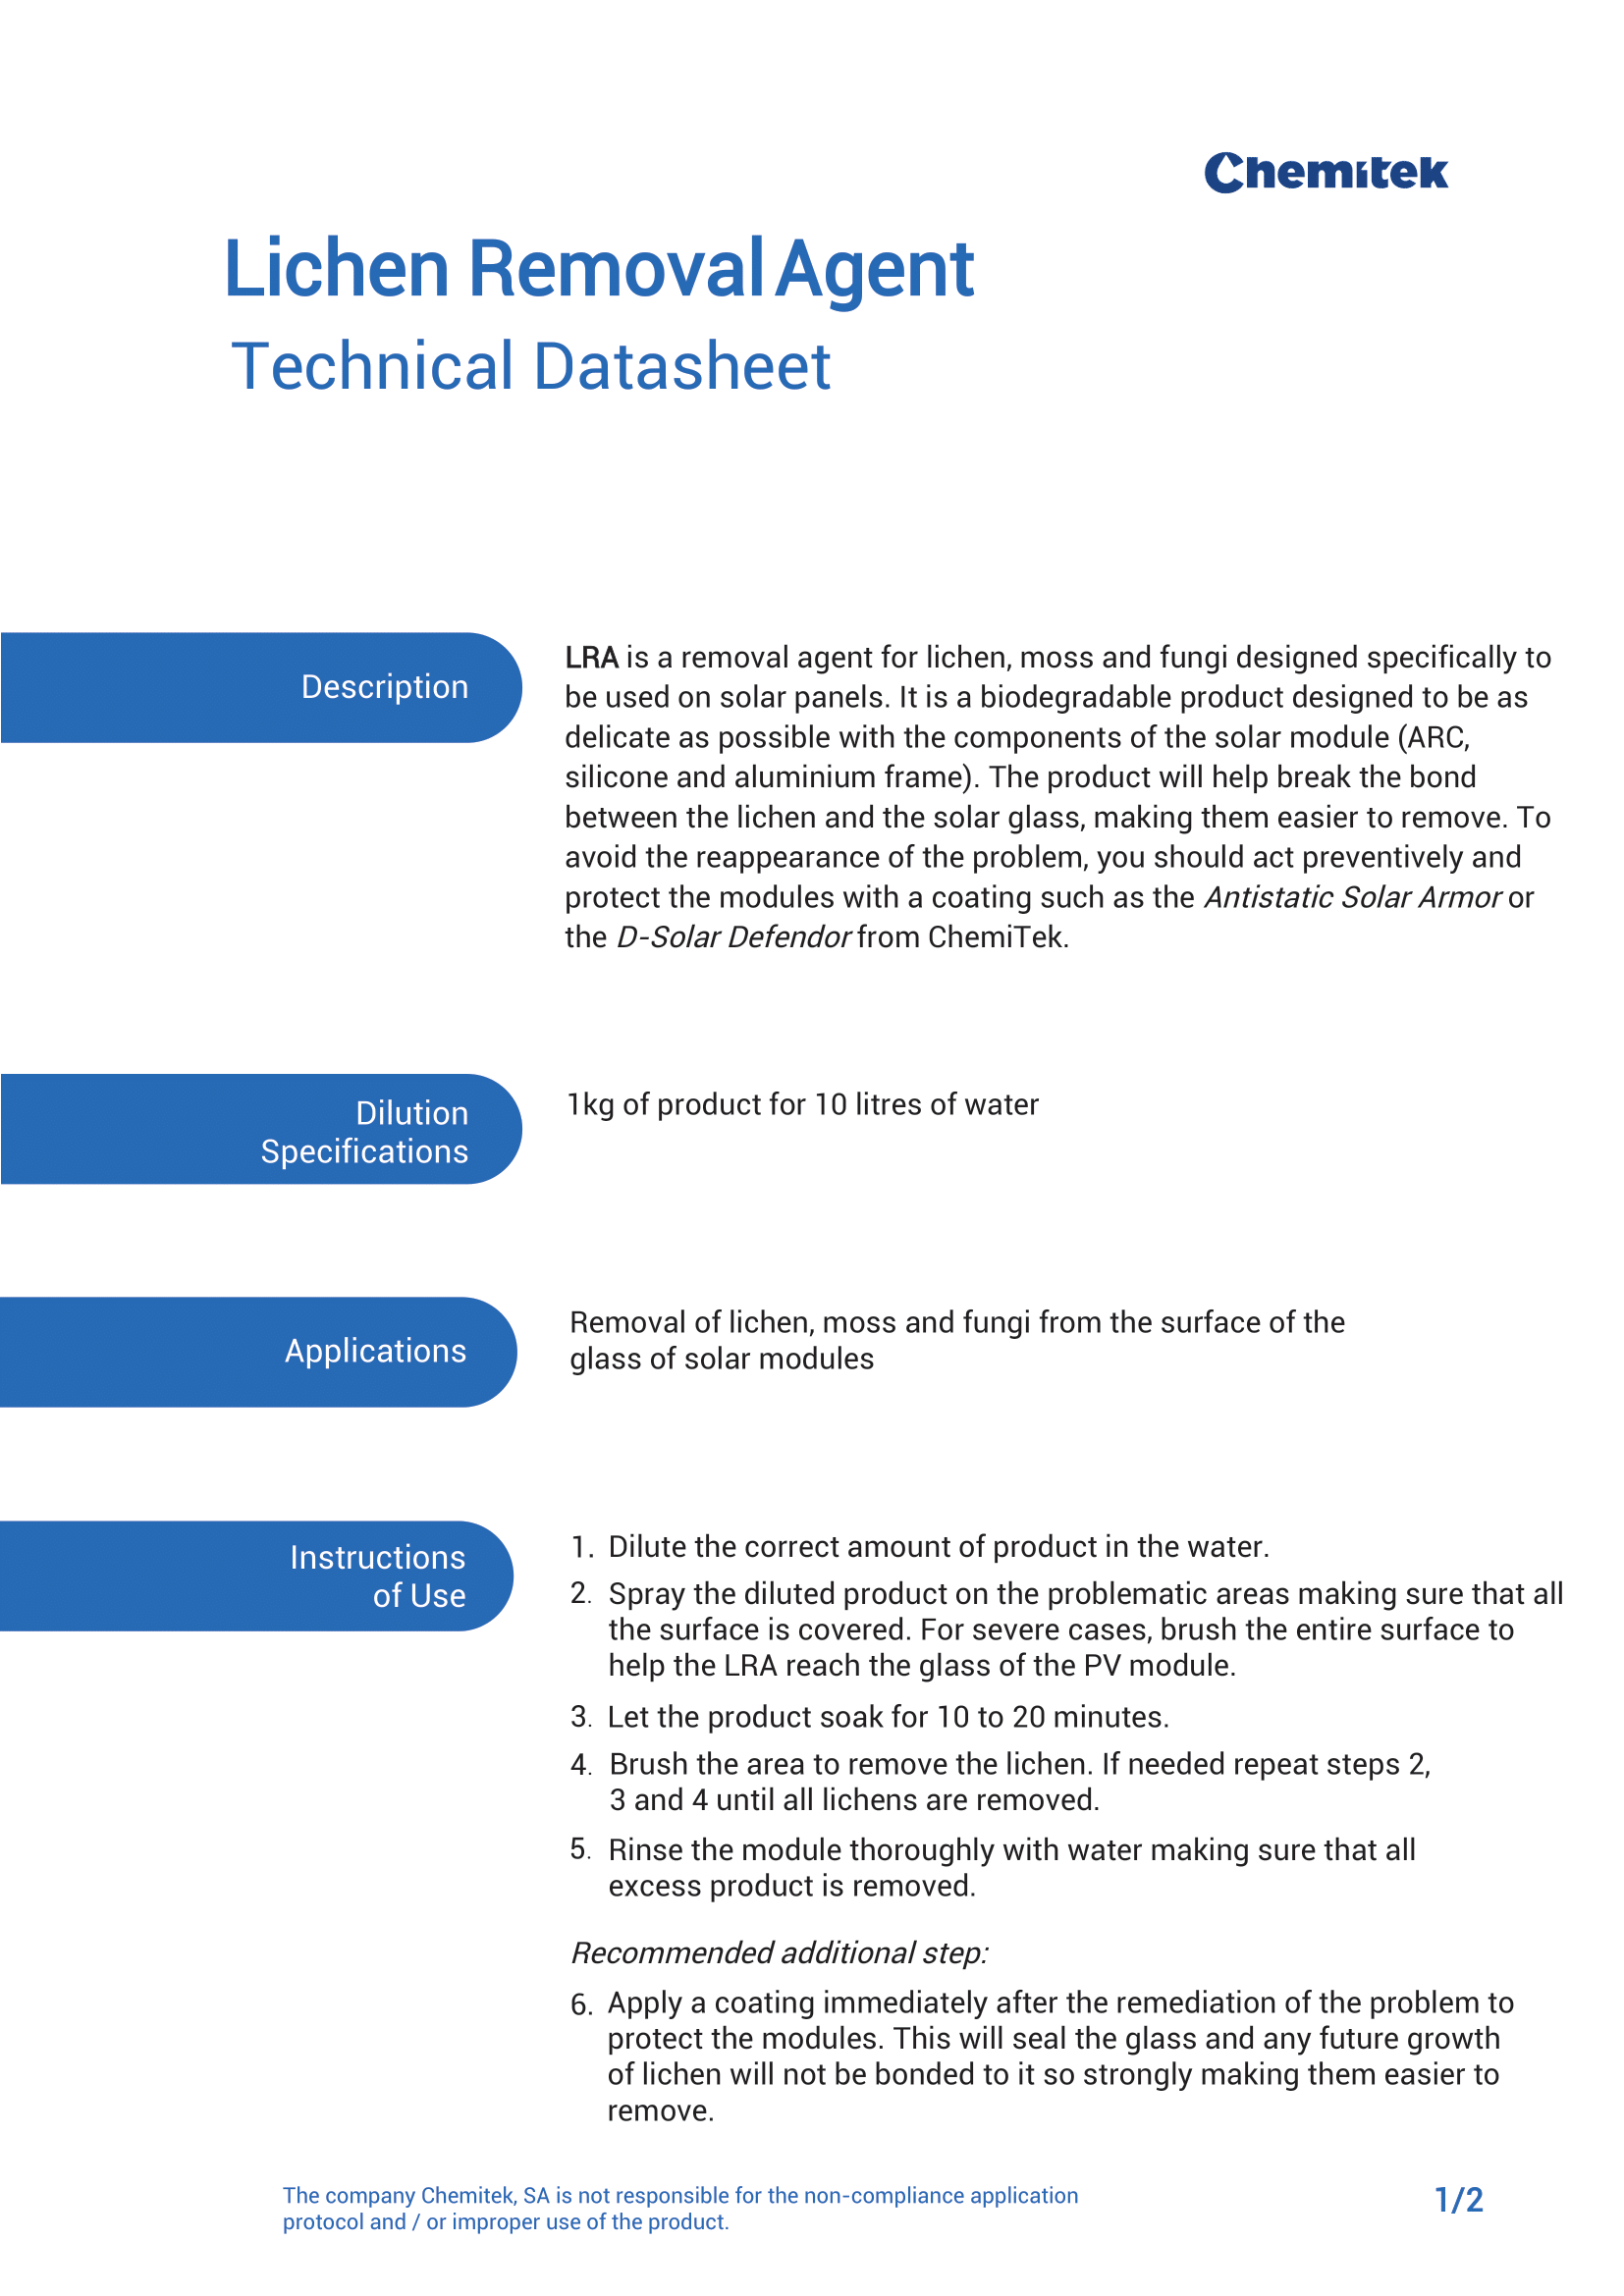 Chemitek
Lichen Removal Agent
Technical Datasheet
Description
LRA is a removal agent for lichen, moss and fungi designed specifically to
be used on solar panels. It is a biodegradable product designed to be as
delicate as possible with the components of the solar module (ARC,
silicone and aluminium frame). The product will help break the bond
between the lichen and the solar glass, making them easier to remove. To
avoid the reappearance of the problem, you should act preventively and
protect the modules with a coating such as the Antistatic Solar Armor or
the D-Solar Defendor from ChemiTek.
Dilution
Specifications
1kg of product for 10 litres of water
Applications
Removal of lichen, moss and fungi from the surface of the
glass of solar modules
Instructions
of Use
1. Dilute the correct amount of product in the water.
2. Spray the diluted product on the problematic areas making sure that all
the surface is covered. For severe cases, brush the entire surface to
help the LRA reach the glass of the PV module.
3. Let the product soak for 10 to 20 minutes.
4. Brush the area to remove the lichen. If needed repeat steps 2,
3 and 4 until all lichens are removed.
5. Rinse the module thoroughly with water making sure that all
excess product is removed.
Recommended additional step:
6. Apply a coating immediately after the remediation of the problem to
protect the modules. This will seal the glass and any future growth
of lichen will not be bonded to it so strongly making them easier to
remove.
The company Chemitek, SA is not responsible for the non-compliance application
protocol and / or improper use of the product.
1/2